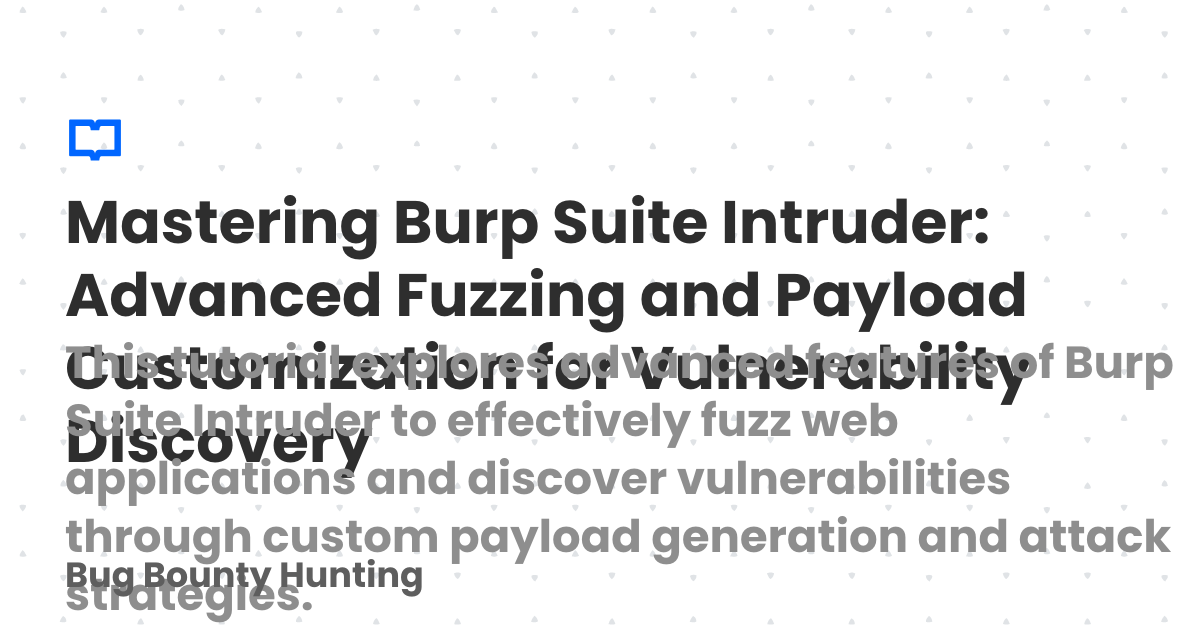 Mastering Burp Suite Intruder:
Advanced Fuzzing and Payload
Customization for Vulnerability
Discovery
This tutorial explores advanced features of Burp
Suite Intruder to effectively fuzz web
applications and discover vulnerabilities
through custom payload generation and attack
strategies.
Bug Bounty Hunting